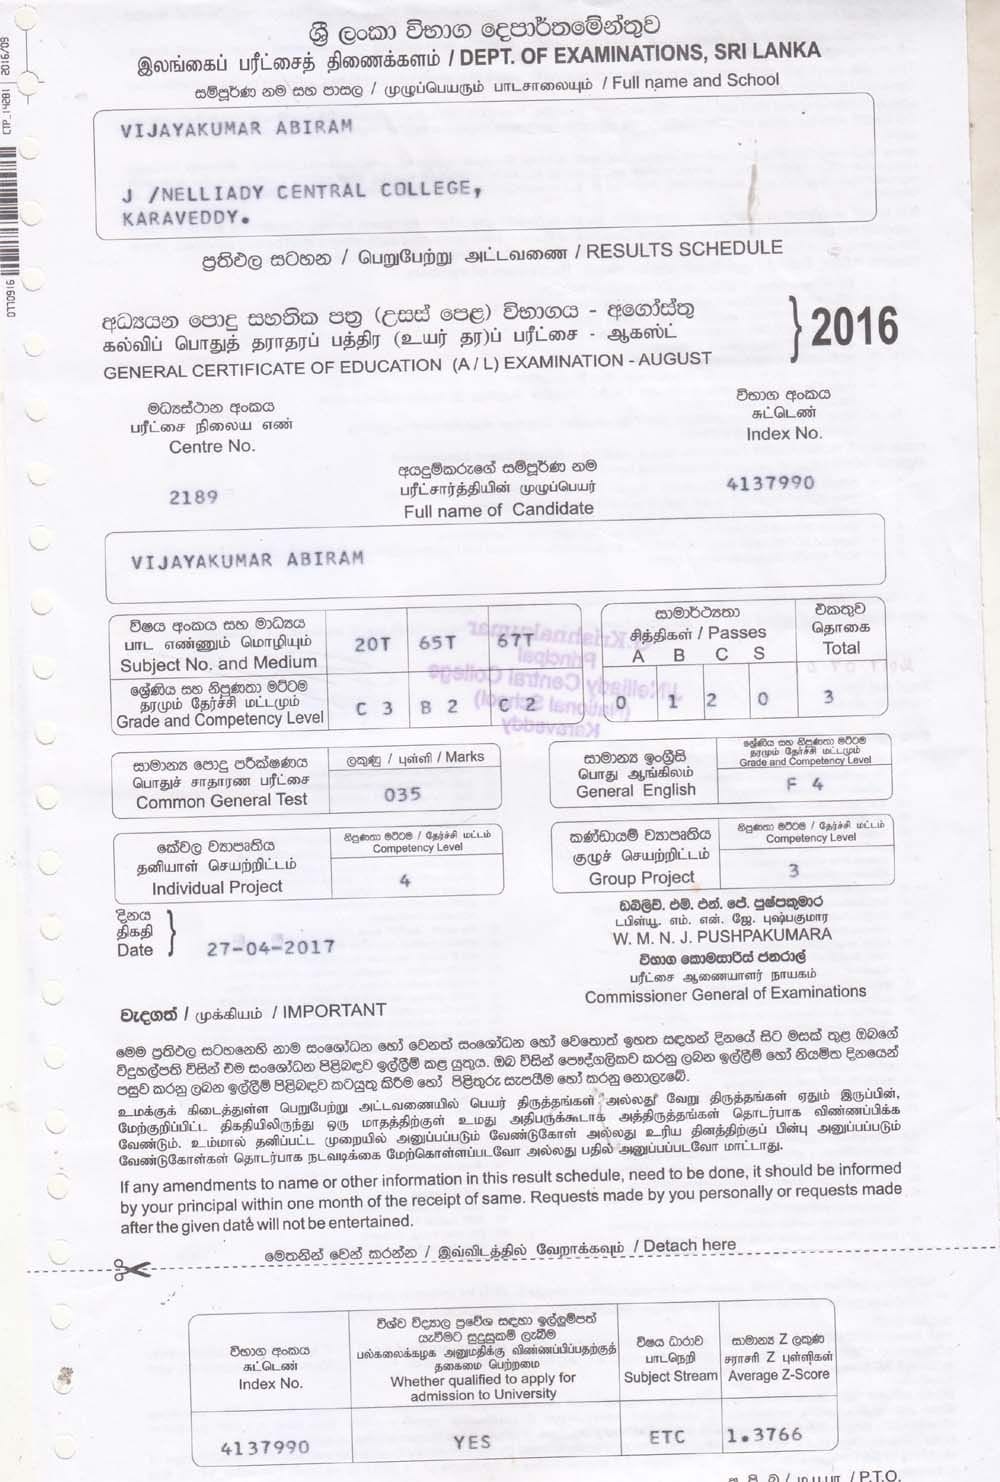 ශ්‍රී ලංකා විභාග දෙපාර්තමේන්තුව
இலங்கைப் பரீட்சைத் திணைக்களம் / DEPT. OF EXAMINATIONS, SRI LANKA
සම්පූර්ණ නම සහ පාසල / முழுப்பெயரும் பாடசாலையும் / Full name and School
CTP_14281 | 2016/09
VIJAYAKUMAR ABIRAM
J /NELLIADY CENTRAL COLLEGE,
KARAVEDDY.
ප්‍රතිඵල සටහන / பெறுபேற்று அட்டவணை / RESULTS SCHEDULE
අධ්‍යයන පොදු සහතික පත්‍ර (උසස් පෙළ) විභාගය - අගෝස්තු
கல்விப் பொதுத் தராதரப் பத்திர (உயர் தர)ப் பரீட்சை - ஆகஸ்ட்
GENERAL CERTIFICATE OF EDUCATION (A / L) EXAMINATION - AUGUST
2016
මධ්‍යස්ථාන අංකය
பரீட்சை நிலைய எண்
Centre No.
2189
විභාග අංකය
சுட்டெண்
Index No.
4137990
අයදුම්කරුගේ සම්පූර්ණ නම
பரீட்சார்த்தியின் முழுப்பெயர்
Full name of Candidate
VIJAYAKUMAR ABIRAM
විෂය අංකය සහ මාධ්‍යය
பாட எண்ணும் மொழியும்
Subject No. and Medium
20T 65T 67T
ශ්‍රේණිය සහ නිපුණතා මට්ටම
தரமும் தேர்ச்சி மட்டமும்
Grade and Competency Level
C 3 B 2 C 2
සාමාර්ථ්‍යතා
சித்திகள் / Passes
A B C S
එකතුව
தொகை
Total
0 1 2 0 3
Krishnakumar
Principal
J/Nelliady Central College
(National School)
Karaveddy
සාමාන්‍ය පොදු පරීක්ෂණය
பொதுச் சாதாரண பரீட்சை
Common General Test
ලකුණු / புள்ளி / Marks
035
සාමාන්‍ය ඉංග්‍රීසි
பொது ஆங்கிலம்
General English
ශ්‍රේණිය සහ නිපුණතා මට්ටම
தரமும் தேர்ச்சி மட்டமும்
Grade and Competency Level
F 4
කේවල ව්‍යාපෘතිය
தனியாள் செயற்றிட்டம்
Individual Project
නිපුණතා මට්ටම / தேர்ச்சி மட்டம்
Competency Level
4
කණ්ඩායම් ව්‍යාපෘතිය
குழுச் செயற்றிட்டம்
Group Project
නිපුණතා මට්ටම / தேர்ச்சி மட்டம்
Competency Level
3
දිනය
திகதி
Date
27-04-2017
ඩබ්ලිව්. එම්. එන්. ජේ. පුෂ්පකුමාර
டபிள்யூ. எம். என். ஜே. புஷ்பகுமார
W. M. N. J. PUSHPAKUMARA
විභාග කොමසාරිස් ජනරාල්
பரீட்சை ஆணையாளர் நாயகம்
Commissioner General of Examinations
වැදගත් / முக்கியம் / IMPORTANT
මෙම ප්‍රතිඵල සටහනෙහි නාම සංශෝධන හෝ වෙනත් සංශෝධන හෝ වෙතොත් ඉහත සඳහන් දිනයේ සිට මසක් තුළ ඔබගේ
විදුහල්පති විසින් එම සංශෝධන පිළිබඳව ඉල්ලීම් කළ යුතුය. ඔබ විසින් පෞද්ගලිකව කරනු ලබන ඉල්ලීම් හෝ නියමිත දිනයෙන්
පසුව කරනු ලබන ඉල්ලීම් පිළිබඳව කටයුතු කිරීම හෝ පිළිතුරු සැපයීම හෝ කරනු නොලැබේ.
உமக்குக் கிடைத்துள்ள பெறுபேற்று அட்டவணையில் பெயர் திருத்தங்கள் அல்லது வேறு திருத்தங்கள் ஏதும் இருப்பின்,
மேற்குறிப்பிட்ட திகதியிலிருந்து ஒரு மாதத்திற்குள் உமது அதிபருக்கூடாக அத்திருத்தங்கள் தொடர்பாக விண்ணப்பிக்க
வேண்டும். உம்மால் தனிப்பட்ட முறையில் அனுப்பப்படும் வேண்டுகோள் அல்லது உரிய தினத்திற்குப் பின்பு அனுப்பப்படும்
வேண்டுகோள்கள் தொடர்பாக நடவடிக்கை மேற்கொள்ளப்படவோ அல்லது பதில் அனுப்பப்படவோ மாட்டாது.
If any amendments to name or other information in this result schedule, need to be done, it should be informed
by your principal within one month of the receipt of same. Requests made by you personally or requests made
after the given date will not be entertained.
මෙතනින් වෙන් කරන්න / இவ்விடத்தில் வேறாக்கவும் / Detach here
විභාග අංකය
சுட்டெண்
Index No.
විශ්ව විද්‍යාල ප්‍රවේශ සඳහා ඉල්ලුම්පත්
යැවීමට සුදුසුකම් ලැබීම
பல்கலைக்கழக அனுமதிக்கு விண்ணப்பிப்பதற்குத்
தகைமை பெற்றமை
Whether qualified to apply for
admission to University
විෂය ධාරාව
பாடநெறி
Subject Stream
සාමාන්‍ය Z ලකුණ
சராசரி Z புள்ளிகள்
Average Z-Score
4137990 YES ETC 1.3766
/ P.T.O.